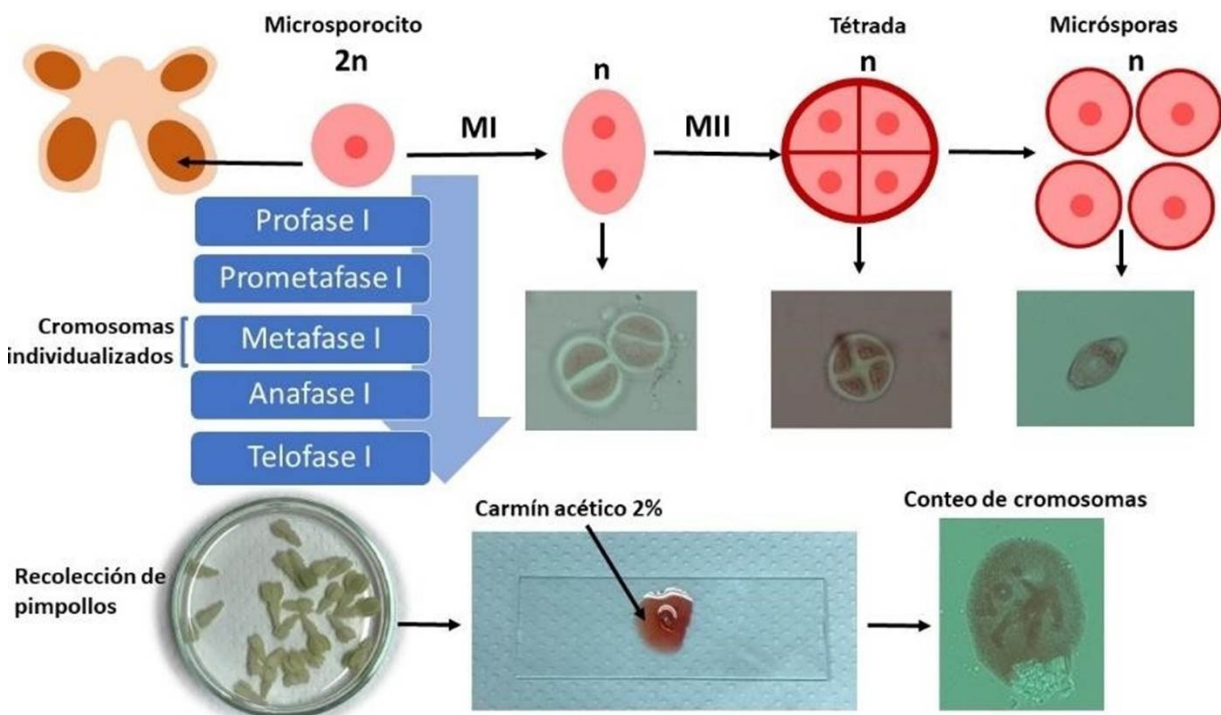 Microsporocito
2n
n
Tétrada
n
Micrósporas
n
MI
MII
Profase I
Prometafase I
Cromosomas
individualizados
Metafase I
Anafase I
Telofase I
Recolección de
pimpollos
Carmín acético 2%
Conteo de cromosomas